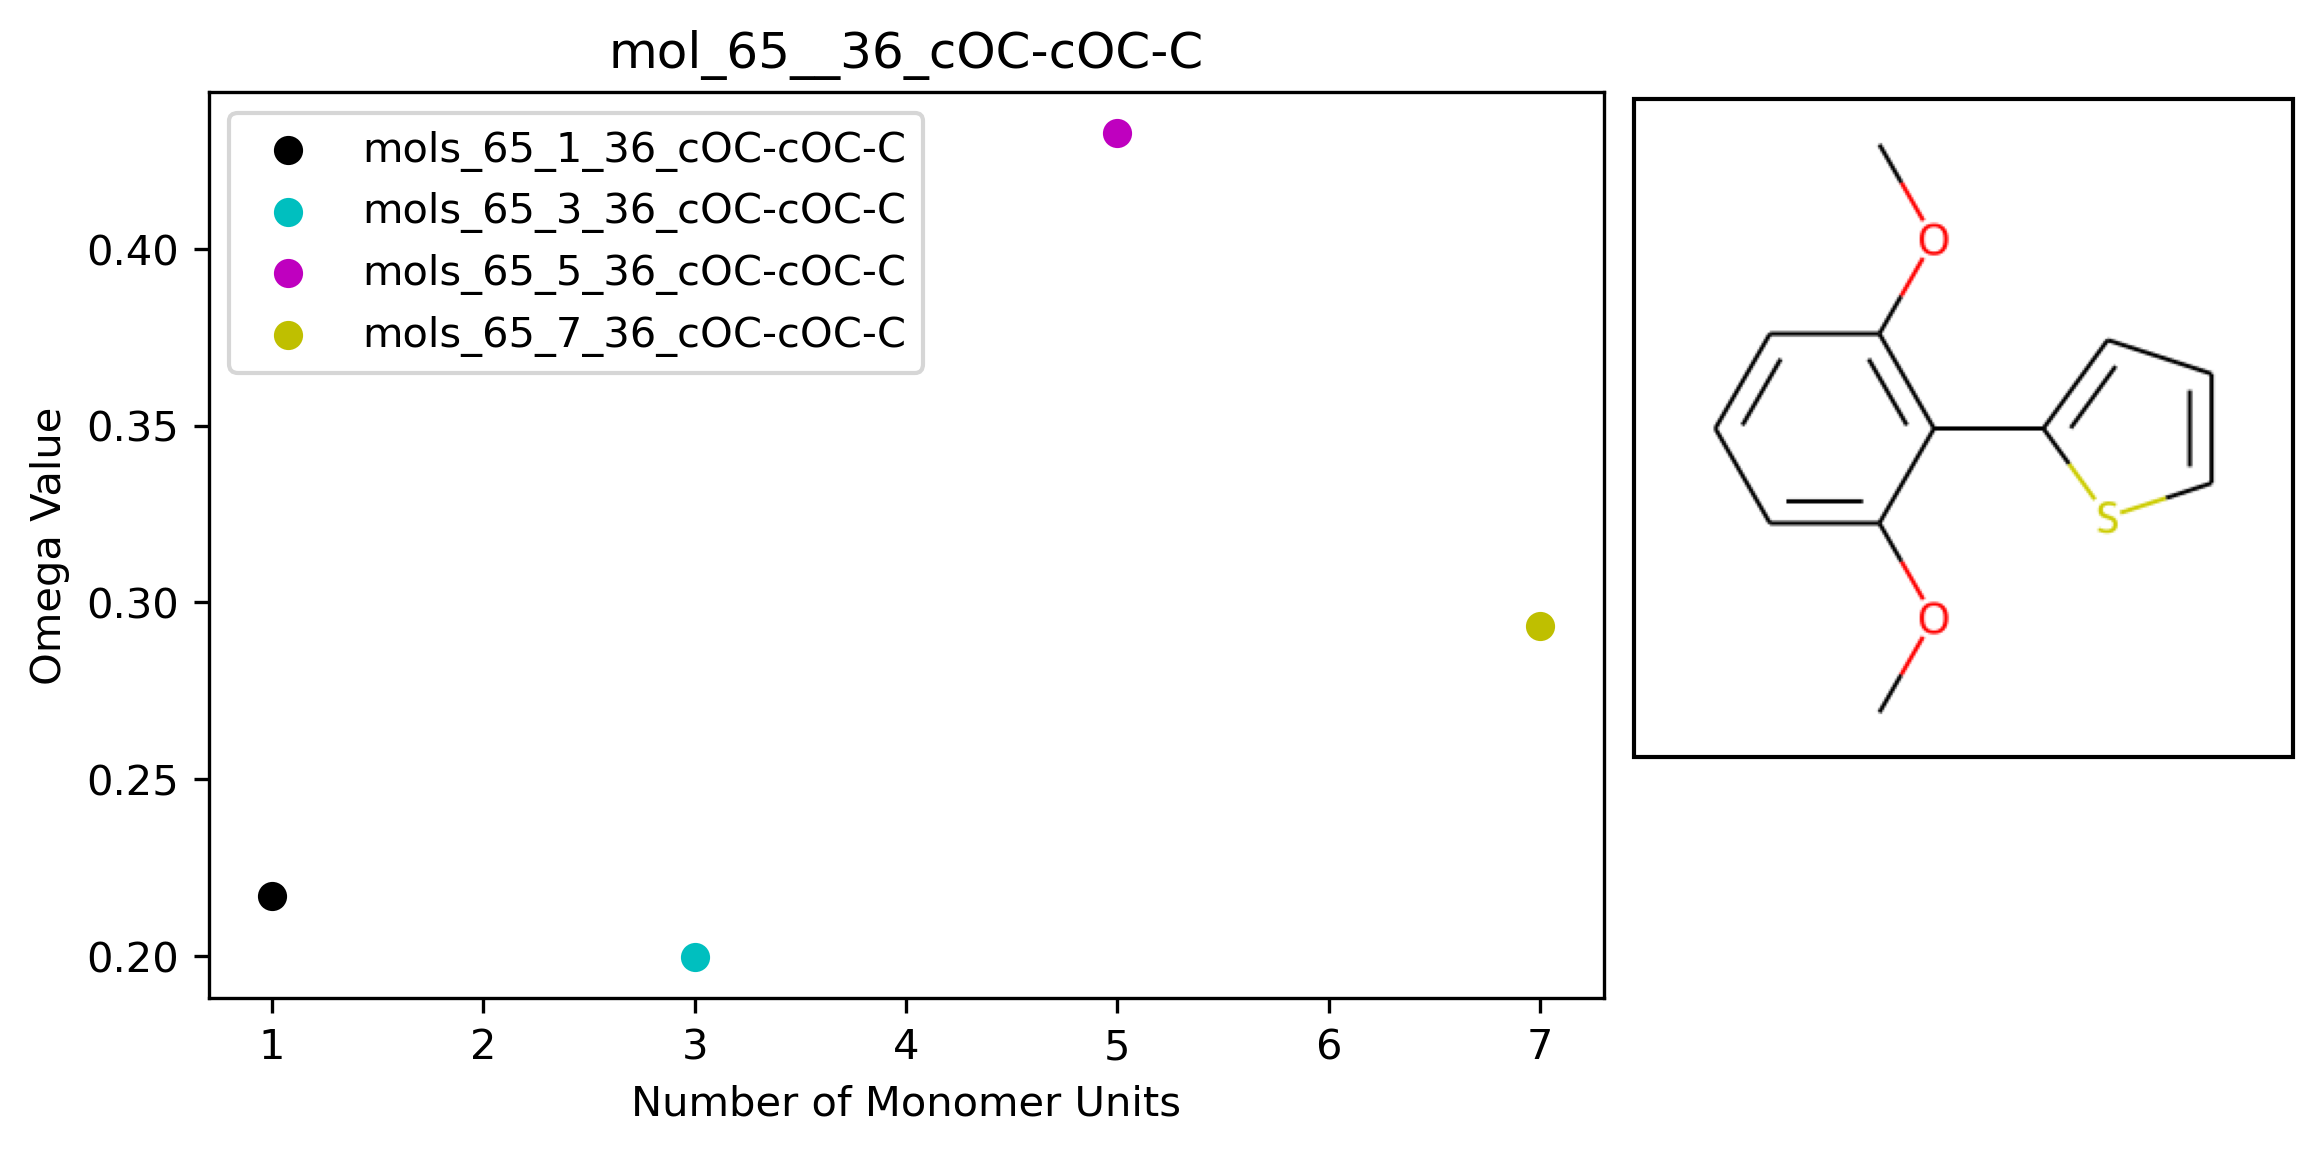 mol_65__36_cOC-cOC-C
mols_65_1_36_cOC-cOC-C
mols_65_3_36_cOC-cOC-C
mols_65_5_36_cOC-cOC-C
mols_65_7_36_cOC-cOC-C
Omega Value
0.40
0.35
0.30
0.25
0.20
1 2 3 4 5 6 7
Number of Monomer Units
O
S
O